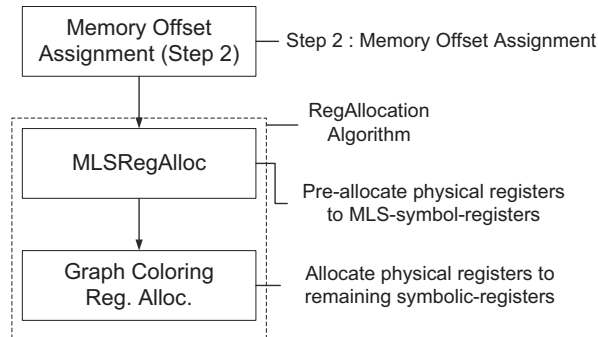 Memory Offset
Assignment (Step 2)
Step 2 : Memory Offset Assignment
RegAllocation
Algorithm
MLSRegAlloc
Pre-allocate physical registers
to MLS-symbol-registers
Graph Coloring
Reg. Alloc.
Allocate physical registers to
remaining symbolic-registers